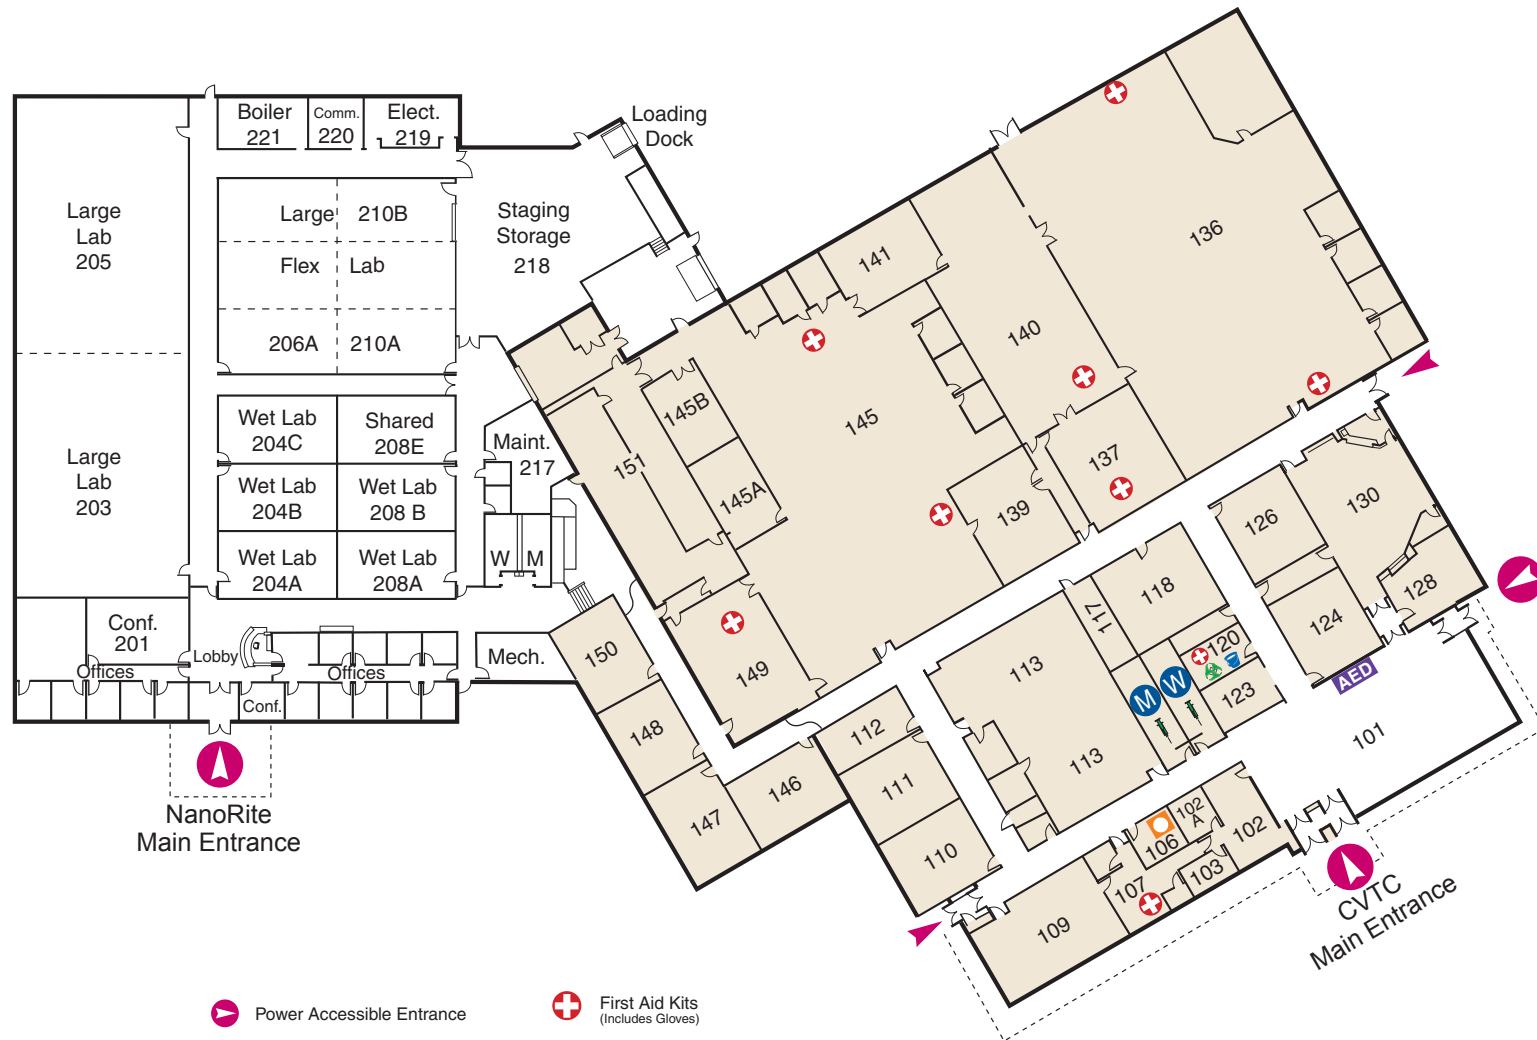 Boiler
221
Comm.
220
Elect.
219
Loading
Dock
Large
Lab
205
Large
210B
Flex
Lab
206A
210A
Staging
Storage
218
136
141
140
145
145B
145A
151
137
139
Large
Lab
203
Wet Lab
204C
Shared
208E
Maint.
217
Wet Lab
204B
Wet Lab
208 B
Wet Lab
204A
Wet Lab
208A
W
M
130
126
128
124
118
117
120
123
AED
101
M
W
113
113
Conf.
201
Lobby
Offices
Offices
Conf.
Mech.
150
149
148
147
146
112
111
110
102
A
102
106
103
107
109
NanoRite
Main Entrance
CVTC
Main Entrance
Power Accessible Entrance
First Aid Kits
(Includes Gloves)